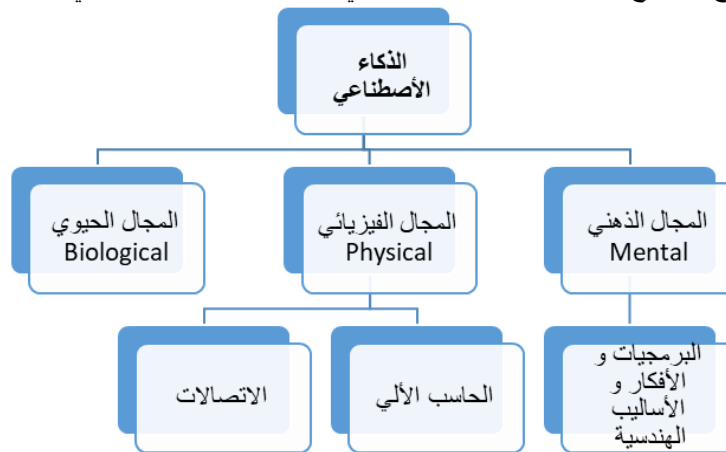 الذكاء
الأصطناعي
المجال الذهني
Mental
المجال الفيزيائي
Physical
المجال الحيوي
Biological
البرمجيات و
الأفكار و
الأساليب
الهندسية
الحاسب الألي
الاتصالات